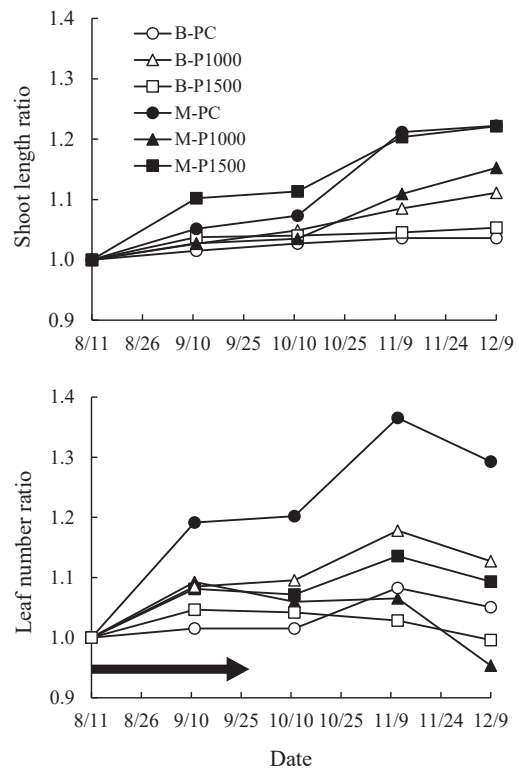 1.4
1.3
1.2
1.1
1.0
0.9
Shoot length ratio
B-PC
B-P1000
B-P1500
M-PC
M-P1000
M-P1500
8/11 8/26 9/10 9/25 10/10 10/25 11/9 11/24 12/9
1.4
1.3
1.2
1.1
1.0
0.9
Leaf number ratio
8/11 8/26 9/10 9/25 10/10 10/25 11/9 11/24 12/9
Date